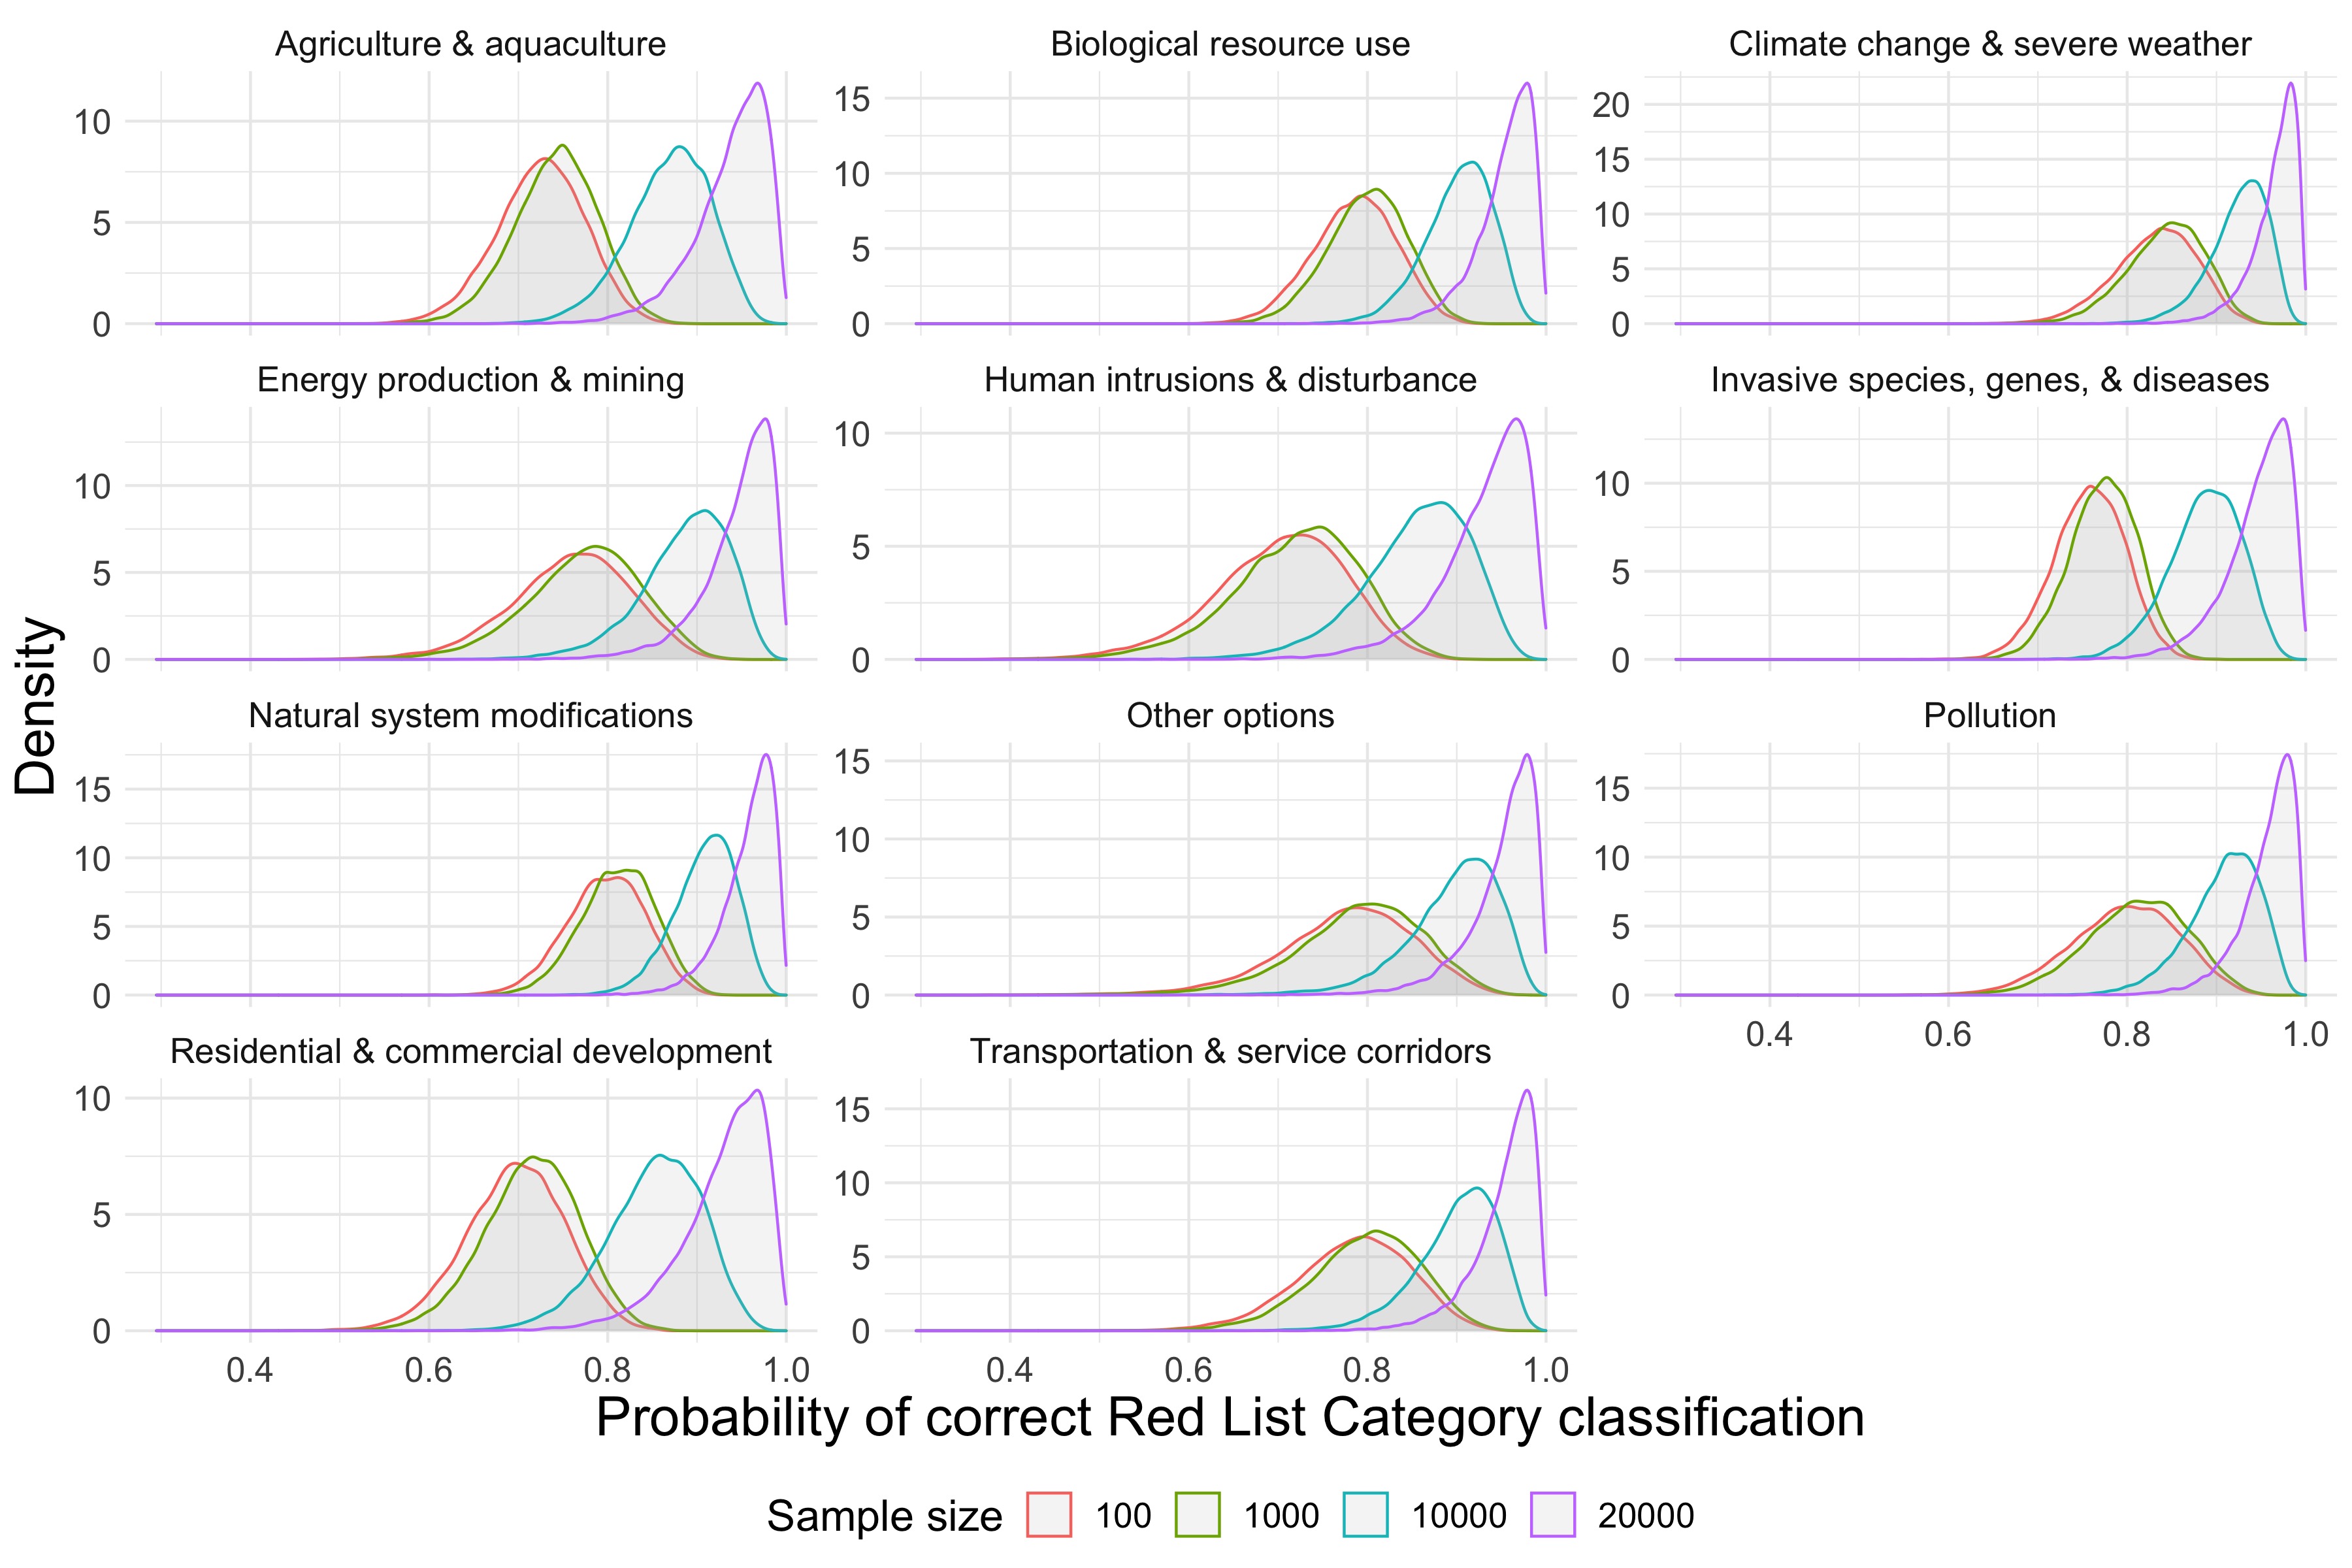 Agriculture & aquaculture
Biological resource use
Climate change & severe weather
10
5
0
15
10
5
0
20
15
10
5
0
Energy production & mining
Human intrusions & disturbance
Invasive species, genes, & diseases
10
5
0
10
5
0
10
5
0
Density
Natural system modifications
Other options
Pollution
15
10
5
0
15
10
5
0
15
10
5
0
0.4 0.6 0.8 1.0
Residential & commercial development
Transportation & service corridors
10
5
0
15
10
5
0
0.4 0.6 0.8 1.0
0.4 0.6 0.8 1.0
Probability of correct Red List Category classification
Sample size 100 1000 10000 20000